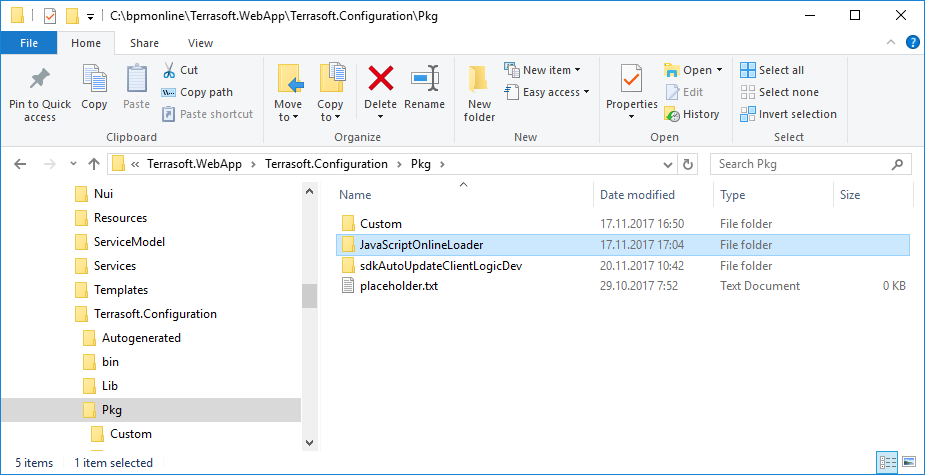 C:\bpmonline\Terrasoft.WebApp\Terrasoft.Configuration\Pkg
File Home Share View
Pin to Quick access
Copy
Paste
Cut
Copy path
Paste shortcut
Clipboard
Move to
Copy to
Delete
Rename
Organize
New folder
New item
Easy access
New
Properties
Open
Edit
History
Open
Select all
Select none
Invert selection
Select
« Terrasoft.WebApp > Terrasoft.Configuration > Pkg >
Search Pkg
Nui
Resources
ServiceModel
Services
Templates
Terrasoft.Configuration
Autogenerated
bin
Lib
Pkg
Custom
Name Date modified Type Size
Custom 17.11.2017 16:50 File folder
JavaScriptOnlineLoader 17.11.2017 17:04 File folder
sdkAutoUpdateClientLogicDev 20.11.2017 10:42 File folder
placeholder.txt 29.10.2017 7:52 Text Document 0 KB
5 items 1 item selected